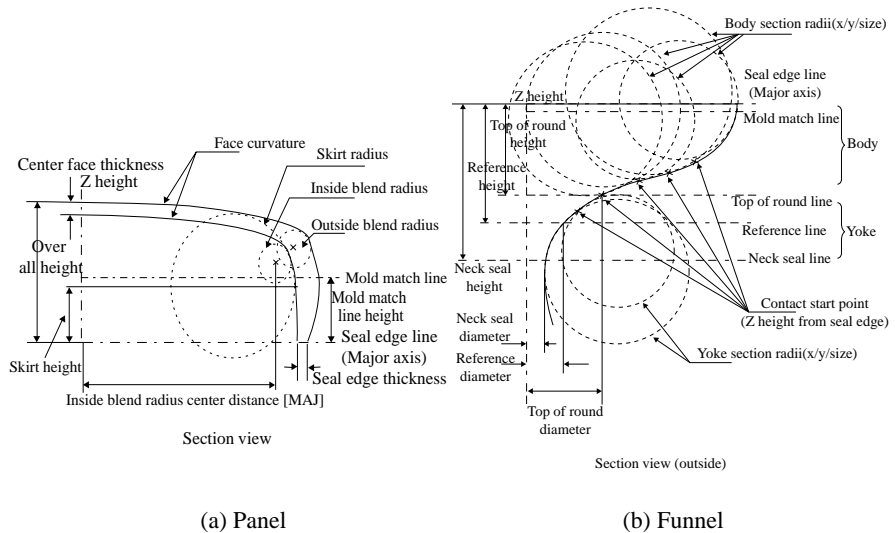 Face curvature
Center face thickness
Z height
Skirt radius
Inside blend radius
Outside blend radius
Over
all height
Mold match line
Mold match
line height
Seal edge line
(Major axis)
Skirt height
Seal edge thickness
Inside blend radius center distance [MAJ]
Section view
(a) Panel
Body section radii(x/y/size)
Seal edge line
(Major axis)
Z height
Mold match line
Top of round
height
Body
Reference
height
Top of round line
Reference line
Yoke
Neck seal line
Neck seal
height
Contact start point
(Z height from seal edge)
Neck seal
diameter
Reference
diameter
Yoke section radii(x/y/size)
Top of round
diameter
Section view (outside)
(b) Funnel